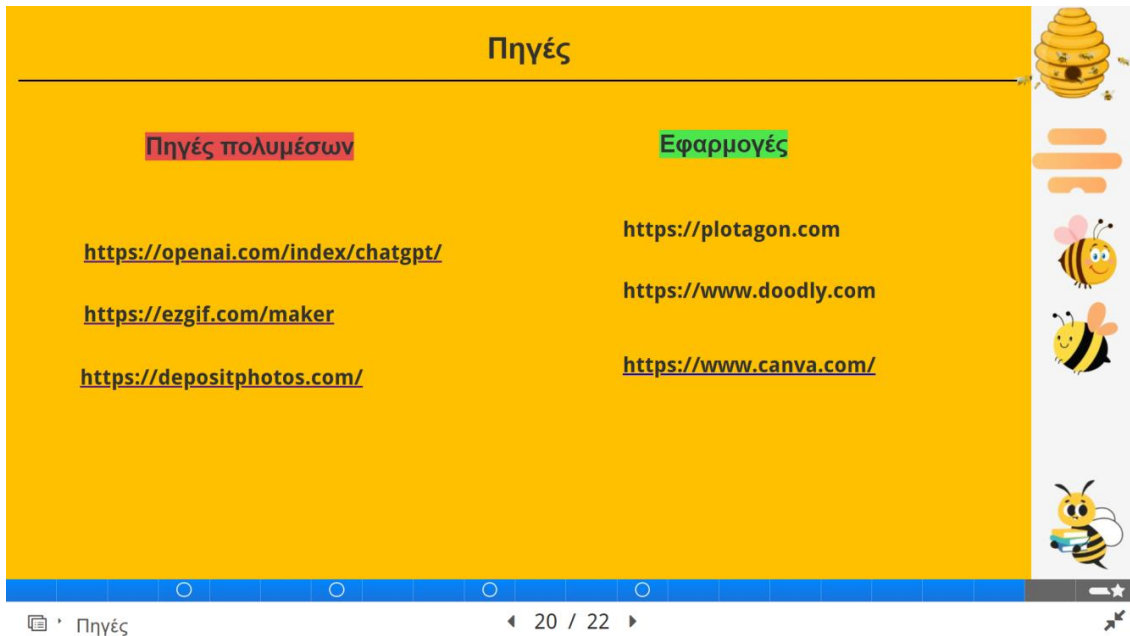 Πηγές
Πηγές πολυμέσων
https://openai.com/index/chatgpt/
https://ezgif.com/maker
https://depositphotos.com/
Εφαρμογές
https://plotagon.com
https://www.doodly.com
https://www.canva.com/
Πηγές
20 / 22